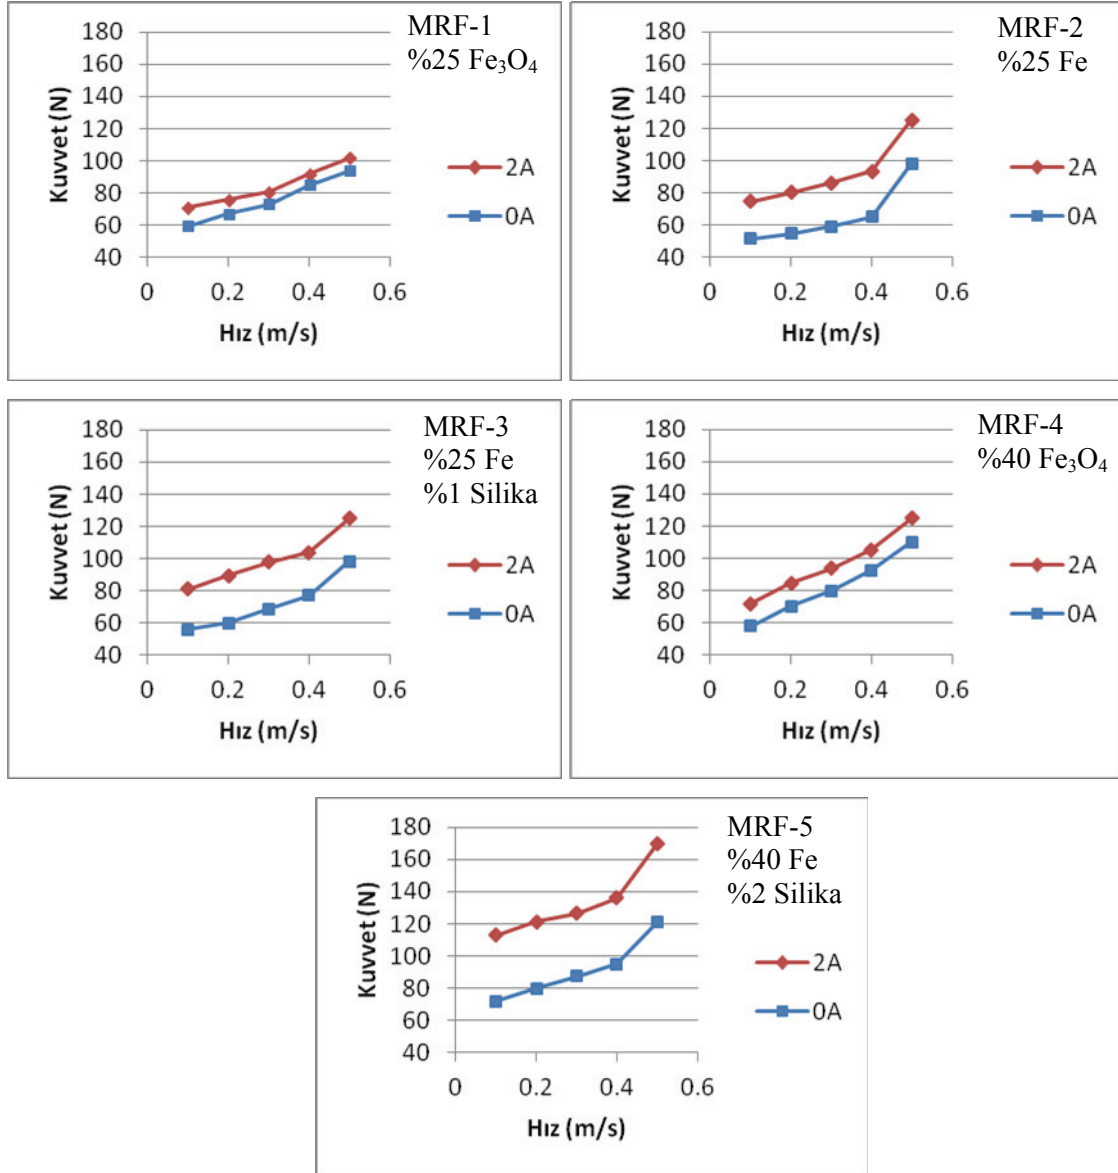 MRF-1
%25 Fe₃O₄
180
160
140
120
100
80
60
40
Kuvvet (N)
2A
0A
0 0.2 0.4 0.6
Hız (m/s)
MRF-2
%25 Fe
180
160
140
120
100
80
60
40
Kuvvet (N)
2A
0A
0 0.2 0.4 0.6
Hız (m/s)
MRF-3
%25 Fe
%1 Silika
180
160
140
120
100
80
60
40
Kuvvet (N)
2A
0A
0 0.2 0.4 0.6
Hız (m/s)
MRF-4
%40 Fe₃O₄
180
160
140
120
100
80
60
40
Kuvvet (N)
2A
0A
0 0.2 0.4 0.6
Hız (m/s)
MRF-5
%40 Fe
%2 Silika
180
160
140
120
100
80
60
40
Kuvvet (N)
2A
0A
0 0.2 0.4 0.6
Hız (m/s)